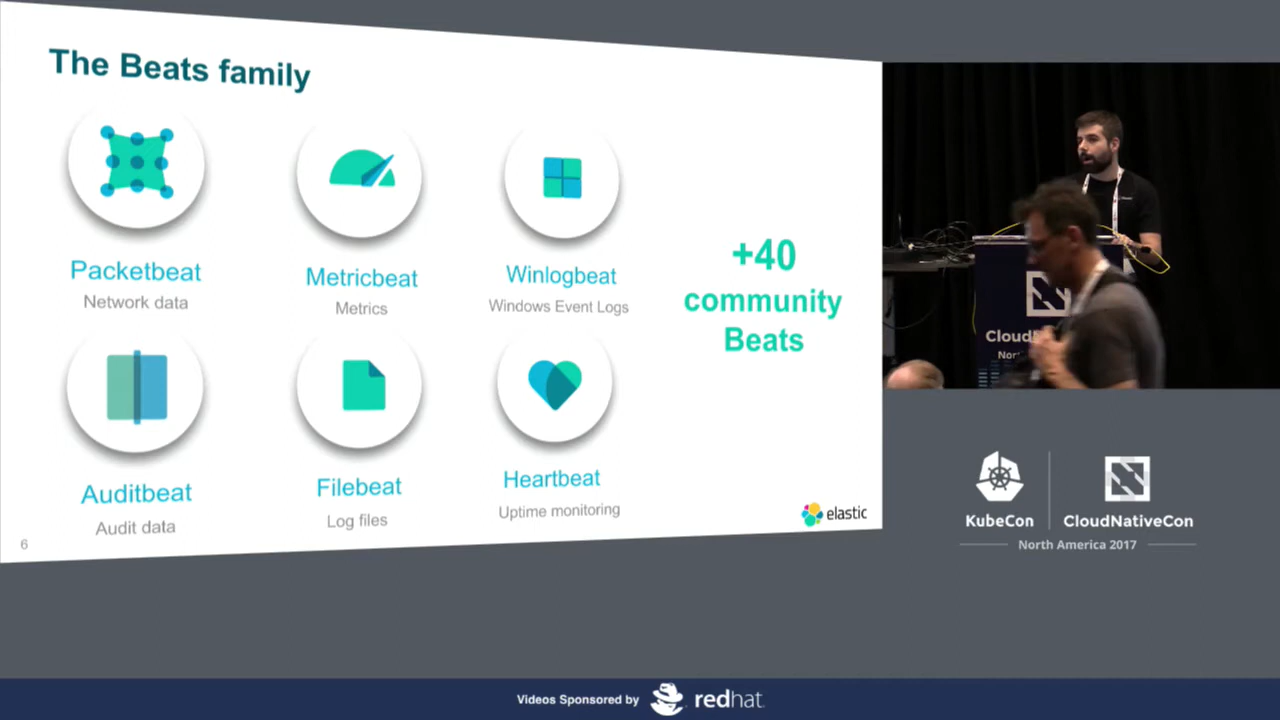 The Beats family
Packetbeat
Network data
Metricbeat
Metrics
Winlogbeat
Windows Event Logs
+40
community
Beats
Auditbeat
Audit data
Filebeat
Log files
Heartbeat
Uptime monitoring
6
elastic
KubeCon
CloudNativeCon
North America 2017
Videos Sponsored by
redhat.